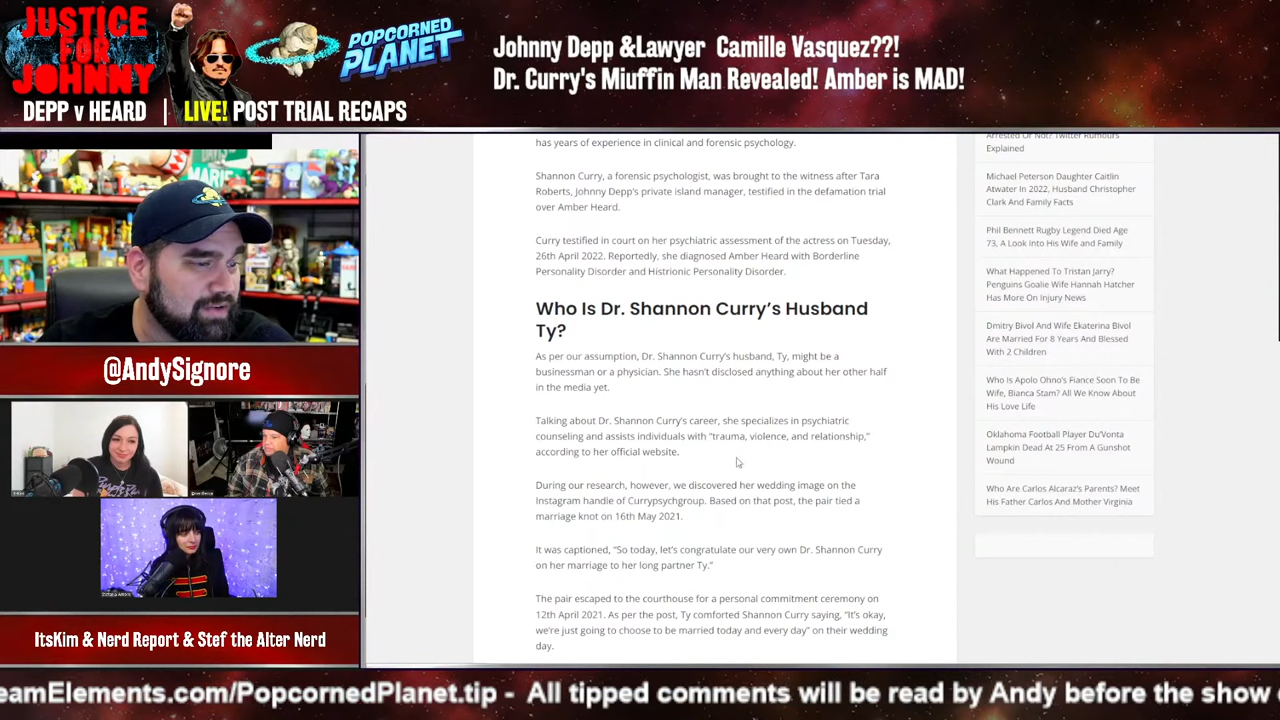 JUSTICE
FOR
JOHNNY
DEPP v HEARD | LIVE! POST TRIAL RECAPS
POPCORNED
PLANET
Johnny Depp &Lawyer Camille Vasquez??!
Dr. Curry's Miuffin Man Revealed! Amber is MAD!
@AndySignore
ItsKim & Nerd Report & Stef the Alter Nerd
has years of experience in clinical and forensic psychology.
Shannon Curry, a forensic psychologist, was brought to the witness after Tara
Roberts, Johnny Depp's private island manager, testified in the defamation trial
over Amber Heard.
Curry testified in court on her psychiatric assessment of the actress on Tuesday,
26th April 2022. Reportedly, she diagnosed Amber Heard with Borderline
Personality Disorder and Histrionic Personality Disorder.
Who Is Dr. Shannon Curry's Husband
Ty?
As per our assumption, Dr. Shannon Curry's husband, Ty, might be a
businessman or a physician. She hasn't disclosed anything about her other half
in the media yet.
Talking about Dr. Shannon Curry's career, she specializes in psychiatric
counseling and assists individuals with "trauma, violence, and relationship,"
according to her official website.
During our research, however, we discovered her wedding image on the
Instagram handle of Currypsychgroup. Based on that post, the pair tied a
marriage knot on 16th May 2021.
It was captioned, "So today, let's congratulate our very own Dr. Shannon Curry
on her marriage to her long partner Ty."
The pair escaped to the courthouse for a personal commitment ceremony on
12th April 2021. As per the post, Ty comforted Shannon Curry saying, "It's okay,
we're just going to choose to be married today and every day" on their wedding
day.
Arrested Or Not? Twitter Rumours
Explained
Michael Peterson Daughter Caitlin
Atwater In 2022, Husband Christopher
Clark And Family Facts
Phil Bennett Rugby Legend Died Age
73, A Look Into His Wife and Family
What Happened To Tristan Jarry?
Penguins Goalie Wife Hannah Hatcher
Has More On Injury News
Dmitry Bivol And Wife Ekaterina Bivol
Are Married For 8 Years And Blessed
With 2 Children
Who Is Apolo Ohno's Fiance Soon To Be
Wife, Bianca Stam? All We Know About
His Love Life
Oklahoma Football Player Du'Vonta
Lampkin Dead At 25 From A Gunshot
Wound
Who Are Carlos Alcaraz's Parents? Meet
His Father Carlos And Mother Virginia
eamElements.com/PopcornedPlanet.tip - All tipped comments will be read by Andy before the show